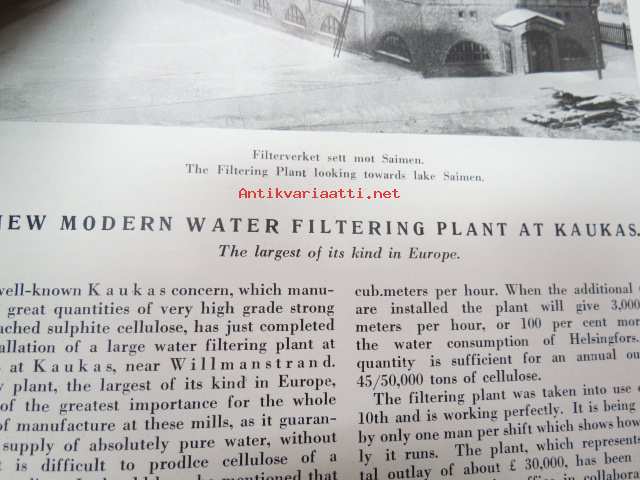 Filterverket sett mot Saimen.
The Filtering Plant looking towards lake Saimen.
Antikvariaatti.net
NEW MODERN WATER FILTERING PLANT AT KAUKAS.
The largest of its kind in Europe.
well-known Kaukas concern, which manu-
great quantities of very high grade strong
ached sulphite cellulose, has just completed
allation of a large water filtering plant at
at Kaukas, near Willmanstrand.
plant, the largest of its kind in Europe,
of the greatest importance for the whole
of manufacture at these mills, as it guaran-
supply of absolutely pure water, without
t is difficult to prodlce cellulose of a
be mentioned that
cub.meters per hour. When the additional
are installed the plant will give 3,000
meters per hour, or 100 per cent mor
the water consumption of Helsingfors.
quantity is sufficient for an annual ou
45/50,000 tons of cellulose.
The filtering plant was taken into use
10th and is working perfectly. It is being
by only one man per shift which shows how
ly it runs. The plant, which represents
tal outlay of about £ 30,000, has been
office in collabora